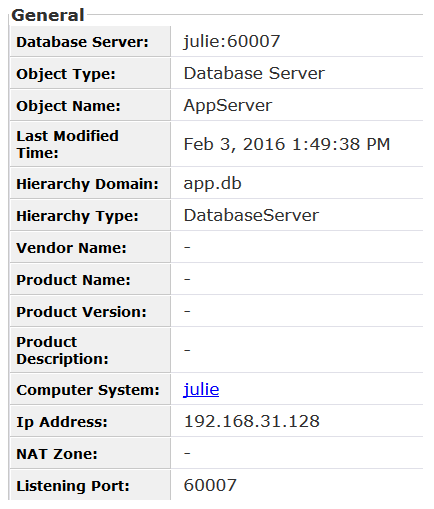 General
Database Server: julie:60007
Object Type: Database Server
Object Name: AppServer
Last Modified
Time: Feb 3, 2016 1:49:38 PM
Hierarchy Domain: app.db
Hierarchy Type: DatabaseServer
Vendor Name: -
Product Name: -
Product Version: -
Product
Description: -
Computer System: julie
Ip Address: 192.168.31.128
NAT Zone: -
Listening Port: 60007